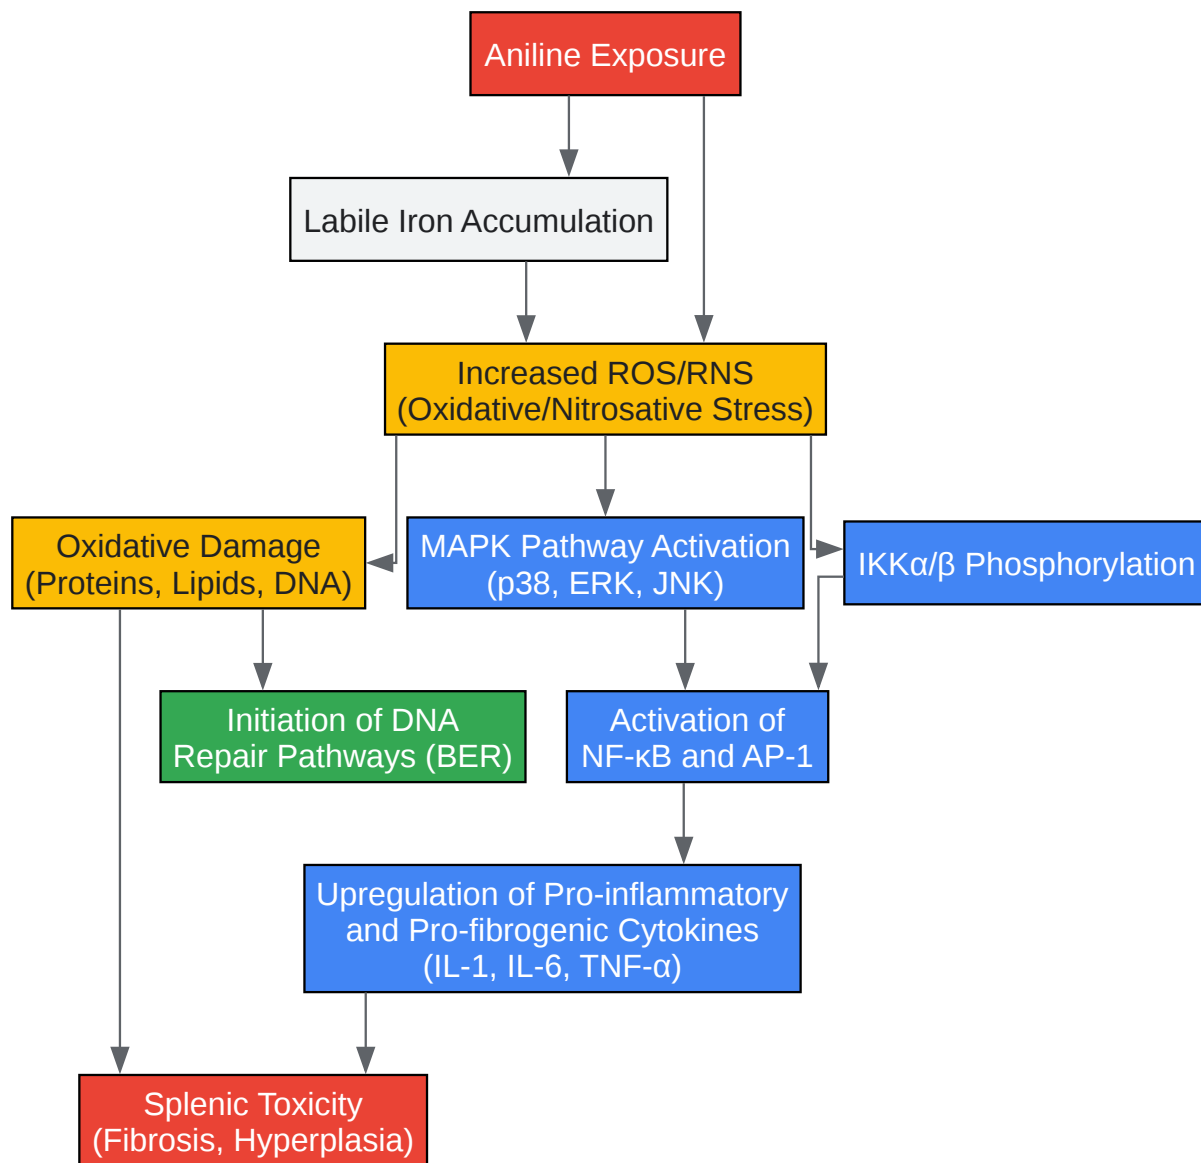 Aniline Exposure
Labile Iron Accumulation
Increased ROS/RNS
(Oxidative/Nitrosative Stress)
Oxidative Damage
(Proteins, Lipids, DNA)
MAPK Pathway Activation
(p38, ERK, JNK)
IKKα/β Phosphorylation
Initiation of DNA
Repair Pathways (BER)
Activation of
NF-κB and AP-1
Upregulation of Pro-inflammatory
and Pro-fibrogenic Cytokines
(IL-1, IL-6, TNF-α)
Splenic Toxicity
(Fibrosis, Hyperplasia)